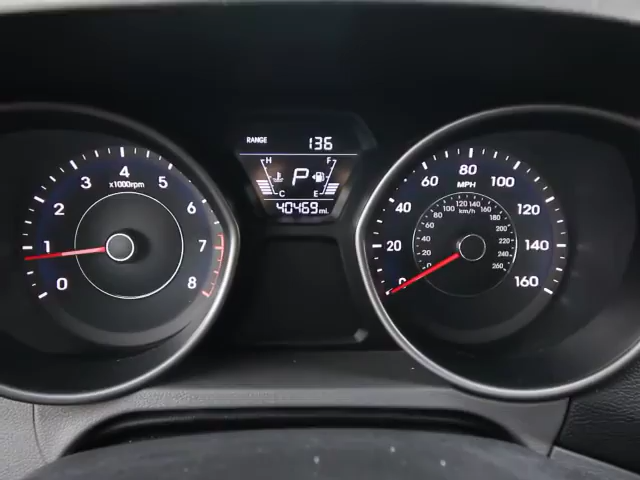 RANGE 136
H F
P
C E
40469 mi.
0 1 2 3 4 5 6 7 8
x1000rpm
0 20 40 60 80 100 120 140 160
MPH
0 20 40 60 80 100 120 140 160 180 200 220 240 260
km/h